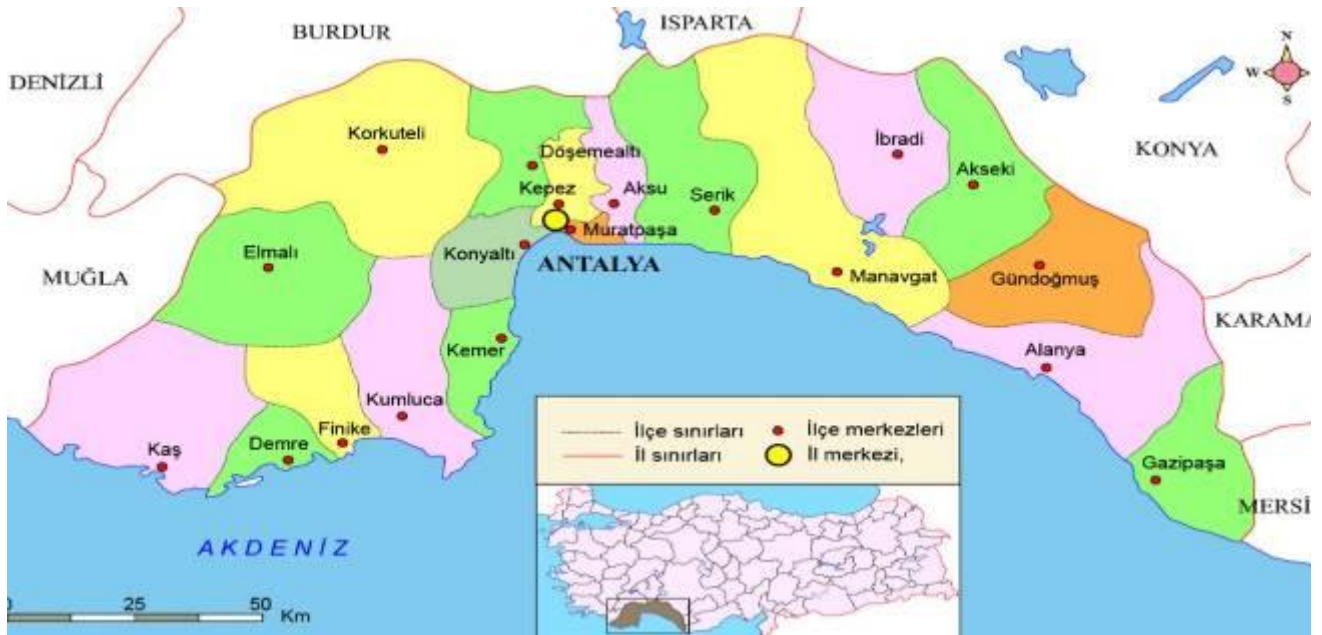 BURDUR
ISPARTA
DENİZLİ
N
W
S
KONYA
Korkuteli
İbradi
Döşemealtı
Akseki
Kepez
Aksu
Serik
Muratpaşa
Elmalı
Konyaltı
ANTALYA
MUĞLA
Manavgat
Gündoğmuş
KARAMA
Kemer
Alanya
Kumluca
Kaş
Demre
Finike
İlçe sınırları
İlçe merkezleri
İl sınırları
İl merkezi,
Gazipaşa
MERSİ
AKDENİZ
0 25 50
Km